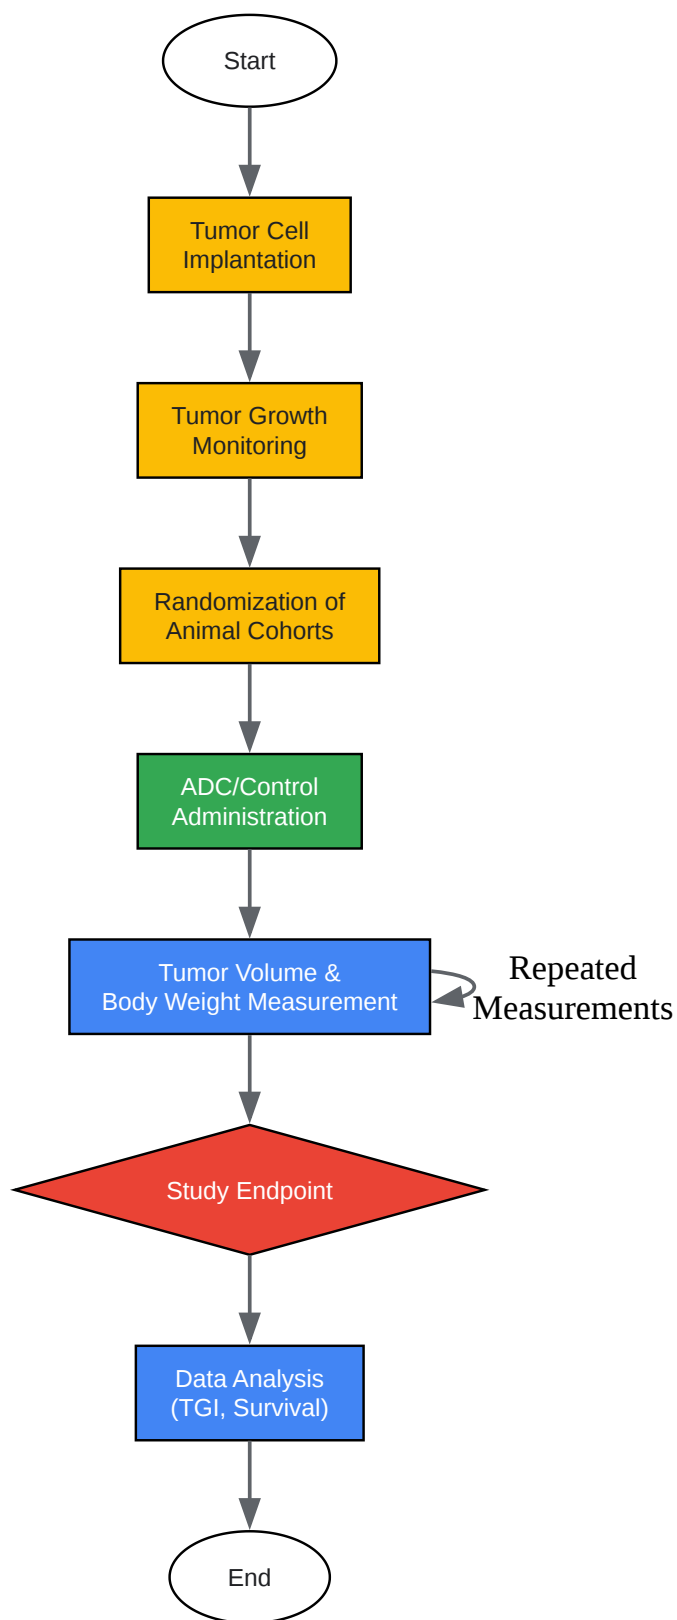 Start
Tumor Cell
Implantation
Tumor Growth
Monitoring
Randomization of
Animal Cohorts
ADC/Control
Administration
Tumor Volume &
Body Weight Measurement
Repeated
Measurements
Study Endpoint
Data Analysis
(TGI, Survival)
End